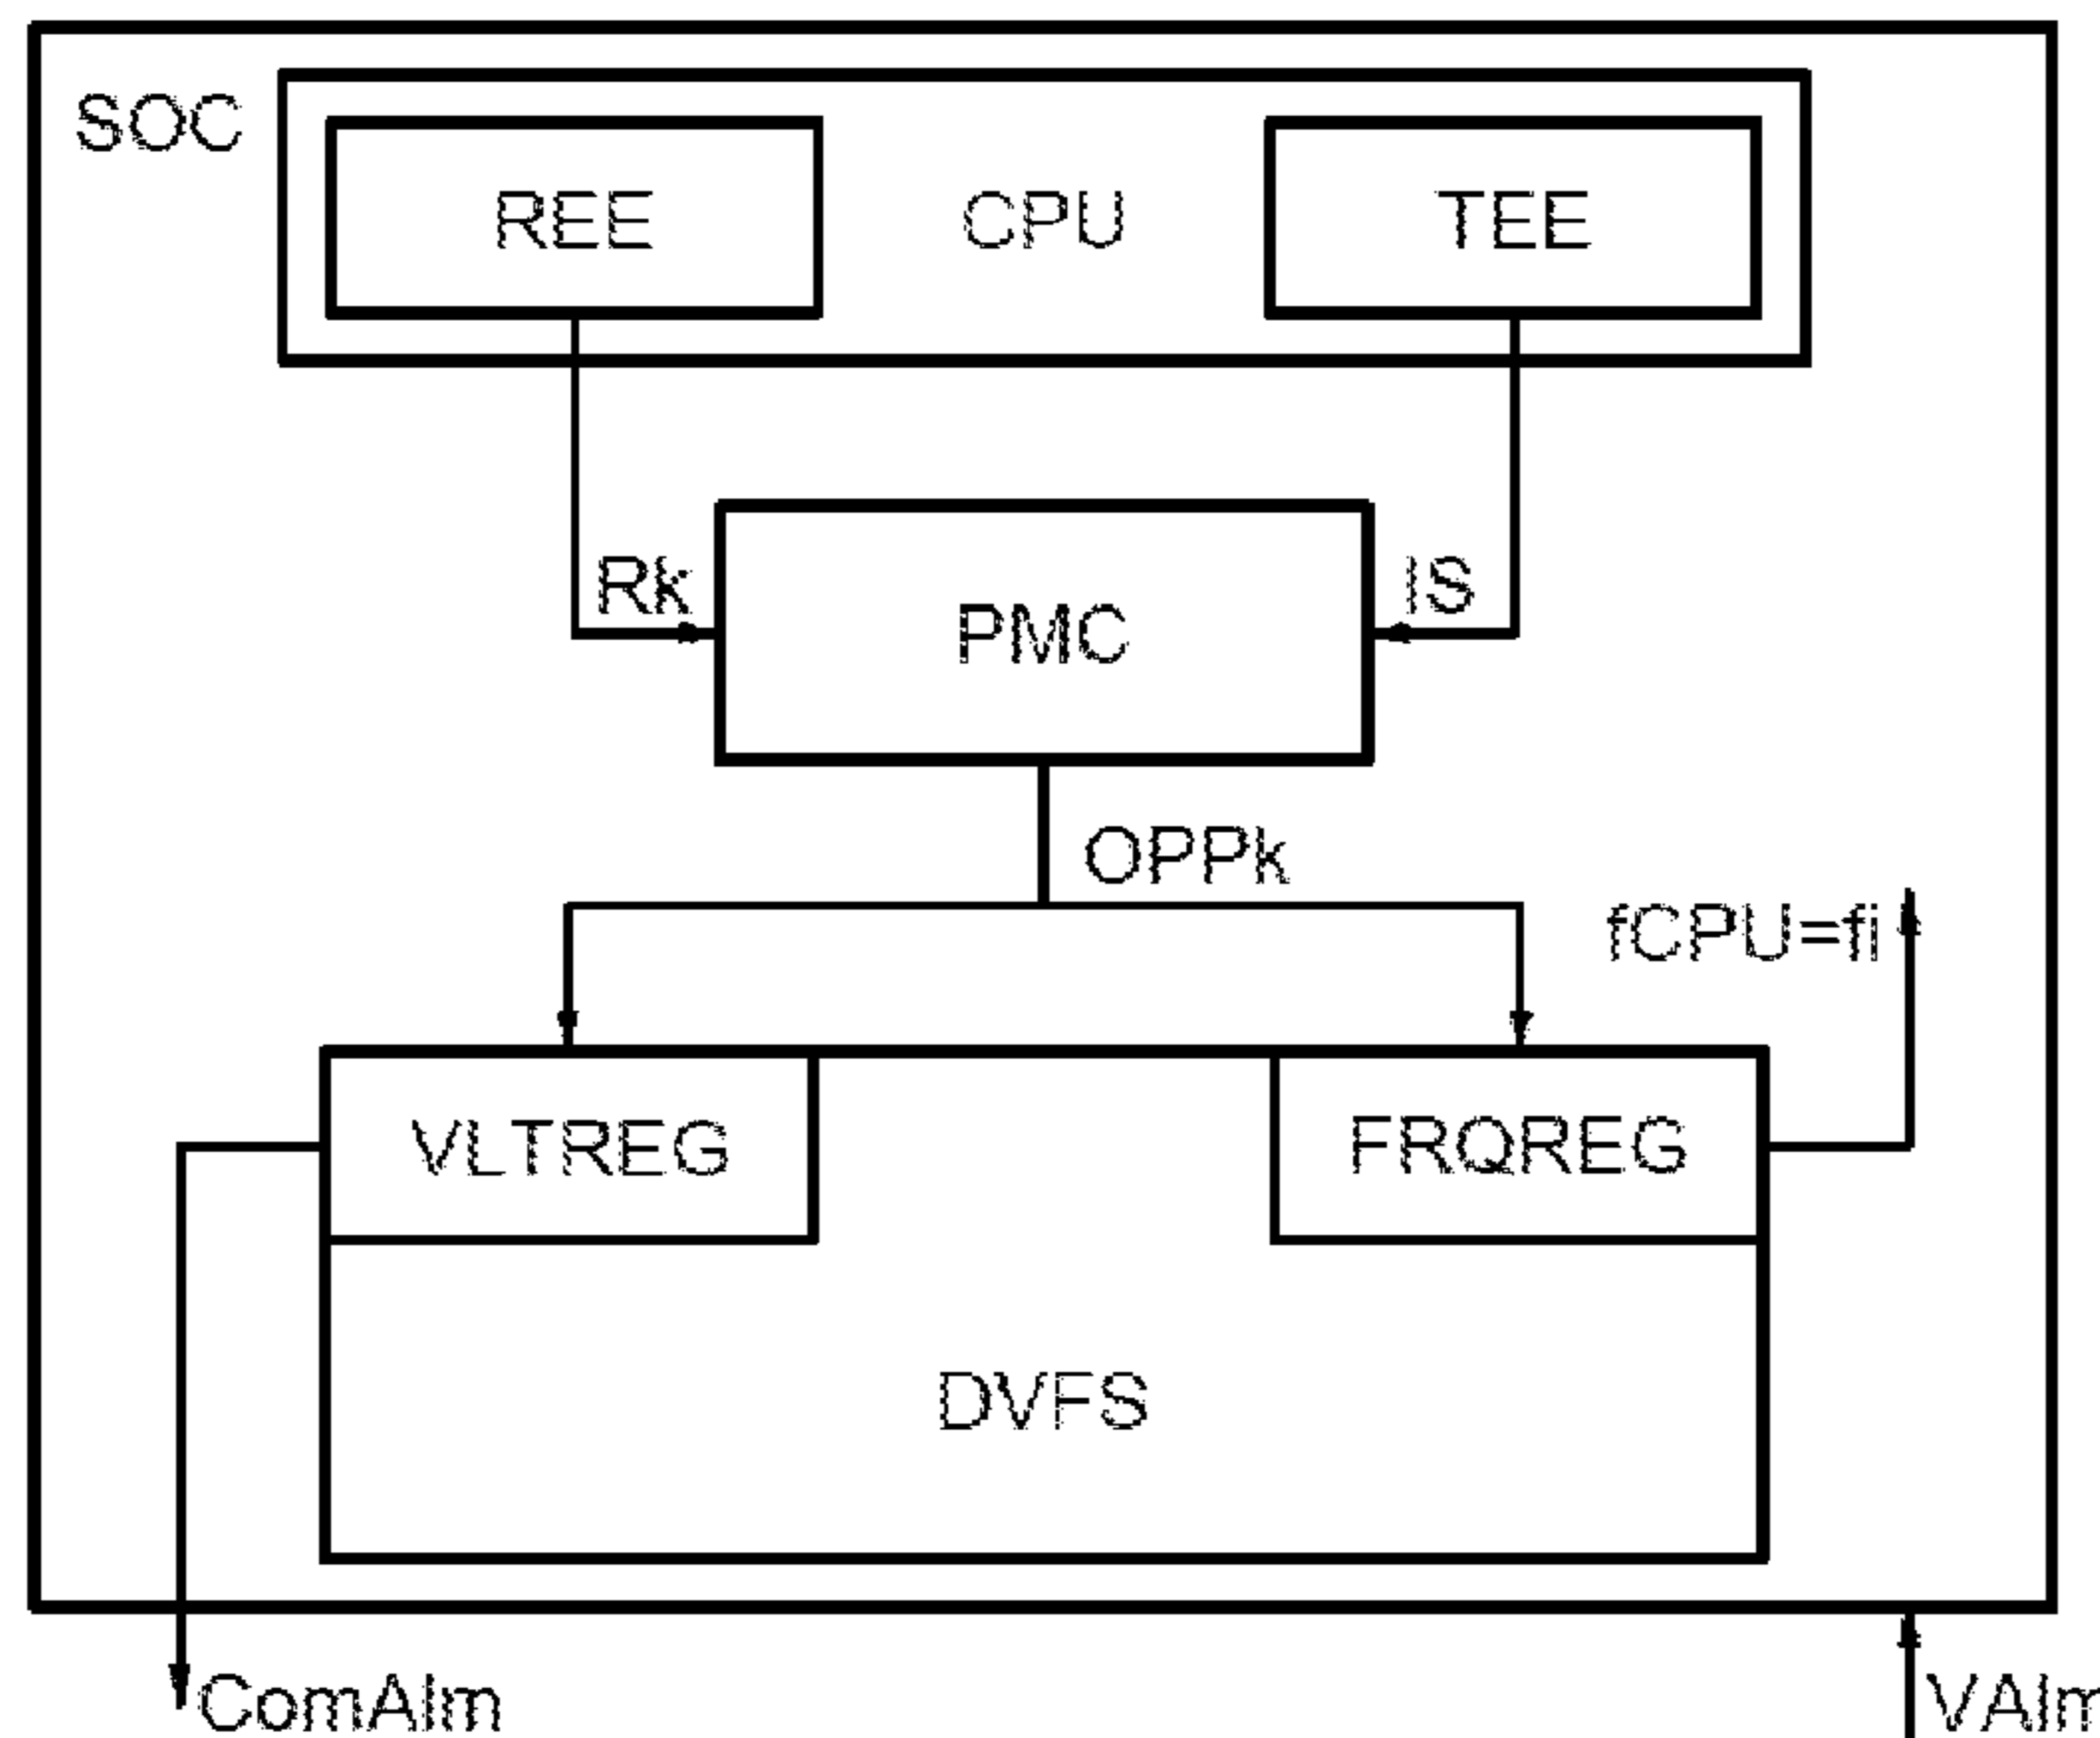 SOC
REE CPU TEE
Rk IS
PMC
OPPk
fCPU=fi
VLTREG FRQREG
DVFS
ComAlm VAlm